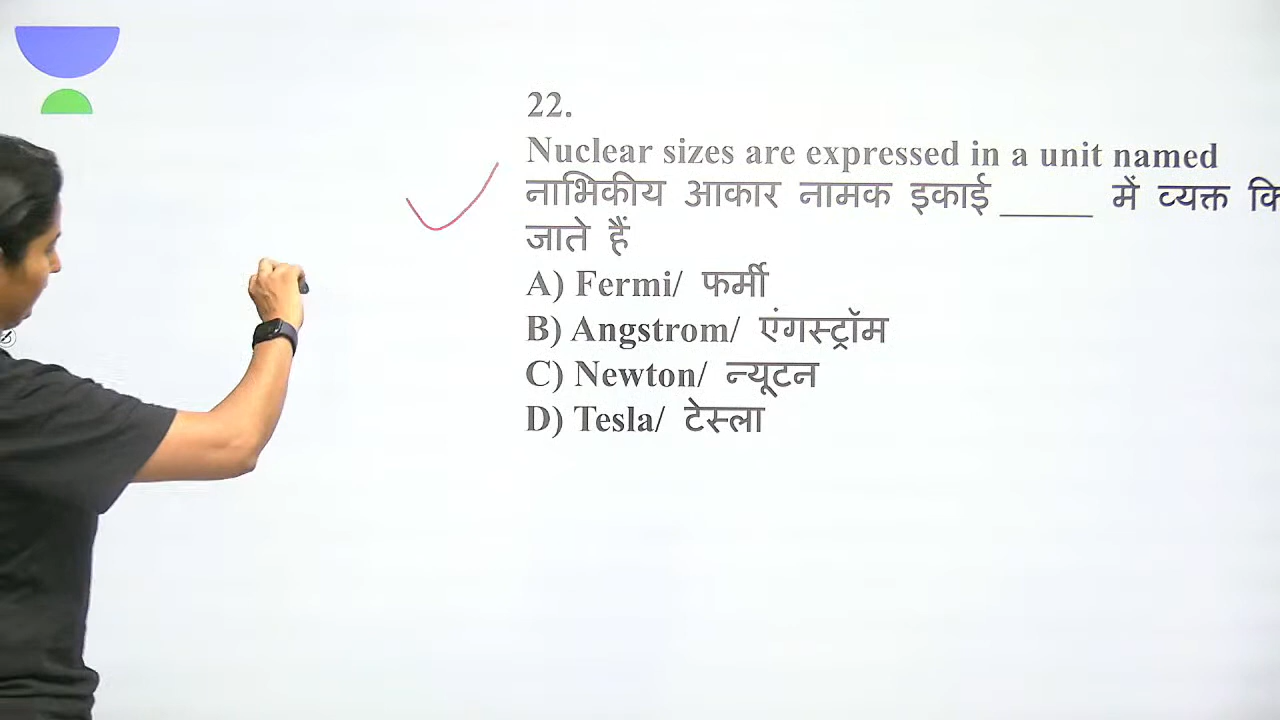 22.
Nuclear sizes are expressed in a unit named
नाभिकीय आकार नामक इकाई ______ में व्यक्त
जाते हैं
A) Fermi/ फर्मी
B) Angstrom/ एंगस्ट्रॉम
C) Newton/ न्यूटन
D) Tesla/ टेस्ला